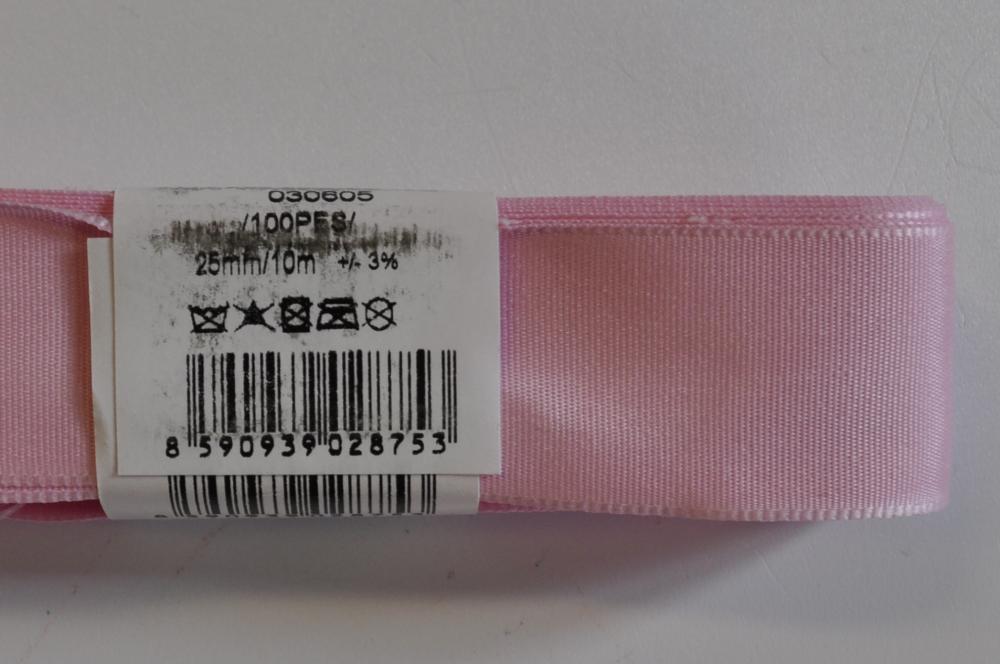 030605
/100PES/
25mm/10m +/- 3%
8 590939 028753